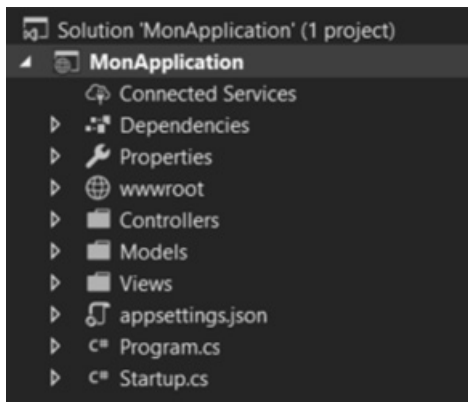 Solution 'MonApplication' (1 project)
MonApplication
Connected Services
Dependencies
Properties
wwwroot
Controllers
Models
Views
appsettings.json
C# Program.cs
C# Startup.cs